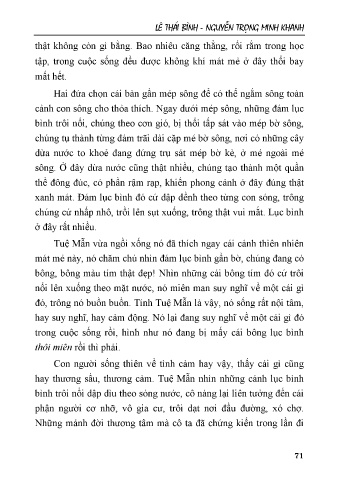 LÊ THÁI BÌNH - NGUYỄN TRỌNG MINH KHANH
thật không còn gì bằng. Bao nhiêu căng thẳng, rối rắm trong học
tập, trong cuộc sống đều được không khí mát mẻ ở đây thổi bay
mất hết.
Hai đứa chọn cái bàn gần mép sông để có thể ngắm sông toàn
cảnh con sông cho thỏa thích. Ngay dưới mép sông, những đám lục
bình trôi nổi, chúng theo cơn gió, bị thổi tấp sát vào mép bờ sông,
chúng tụ thành từng đám trãi dài cặp mé bờ sông, nơi có những cây
dừa nước to khoẻ đang đứng trụ sát mép bờ kè, ở mé ngoài mé
sông. Ở đây dừa nước cũng thật nhiều, chúng tạo thành một quần
thể đông đúc, có phần rậm rạp, khiến phong cảnh ở đây đúng thật
xanh mát. Đám lục bình đó cứ dập dềnh theo từng con sóng, trông
chúng cứ nhấp nhô, trồi lên sụt xuống, trông thật vui mắt. Lục bình
ở đây rất nhiều.
Tuệ Mẫn vừa ngồi xổng nó đã thích ngay cái cảnh thiên nhiên
mát mẻ này, nó chăm chú nhìn đám lục bình gần bờ, chúng đang có
bông, bông màu tím thật đẹp! Nhìn những cái bông tím đó cứ trôi
nổi lên xuống theo mặt nước, nó miên man suy nghĩ về một cái gì
đó, trông nó buồn buồn. Tính Tuệ Mẫn là vậy, nó sống rất nội tâm,
hay suy nghĩ, hay cảm động. Nó lại đang suy nghĩ về một cái gì đó
trong cuộc sống rồi, hình như nó đang bị mấy cái bông lục bình
thôi miên rồi thì phải.
Con người sống thiên về tình cảm hay vậy, thấy cái gì cũng
hay thương sầu, thương cảm. Tuệ Mẫn nhìn những cánh lục bình
bình trôi nổi dập dìu theo sóng nước, cô nàng lại liên tưởng đến cái
phận người cơ nhỡ, vô gia cư, trôi dạt nơi đầu đường, xó chợ.
Những mảnh đời thương tâm mà cô ta đã chứng kiến trong lần đi
71